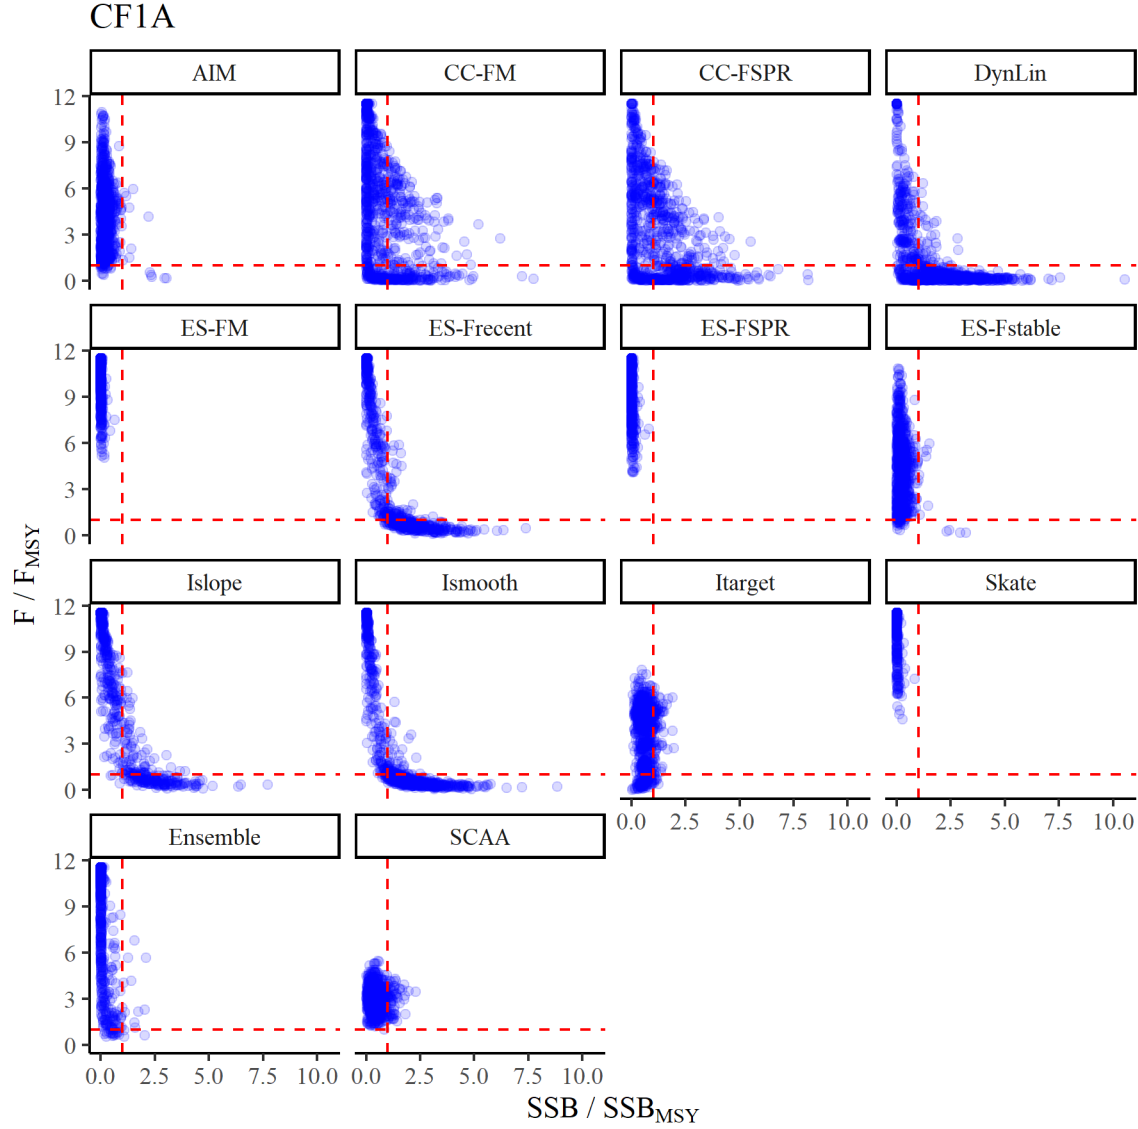 CF1A
AIM CC-FM CC-FSPR DynLin
12
9
6
3
0
ES-FM ES-Frecent ES-FSPR ES-Fstable
12
9
6
3
0
F / F_MSY
Islope Ismooth Itarget Skate
12
9
6
3
0
0.0 2.5 5.0 7.5 10.0 0.0 2.5 5.0 7.5 10.0
Ensemble SCAA
12
9
6
3
0
0.0 2.5 5.0 7.5 10.0 0.0 2.5 5.0 7.5 10.0
SSB / SSB_MSY